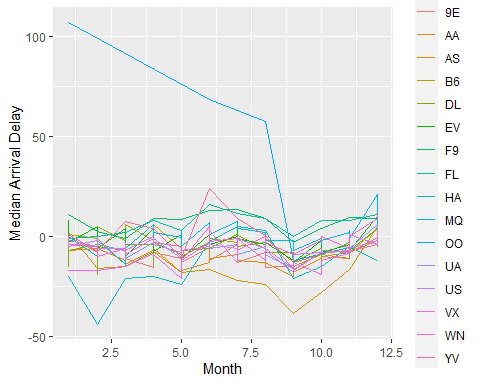 100
50
0
-50
Median Arrival Delay
2.5 5.0 7.5 10.0 12.5
Month
9E
AA
AS
B6
DL
EV
F9
FL
HA
MQ
OO
UA
US
VX
WN
YV